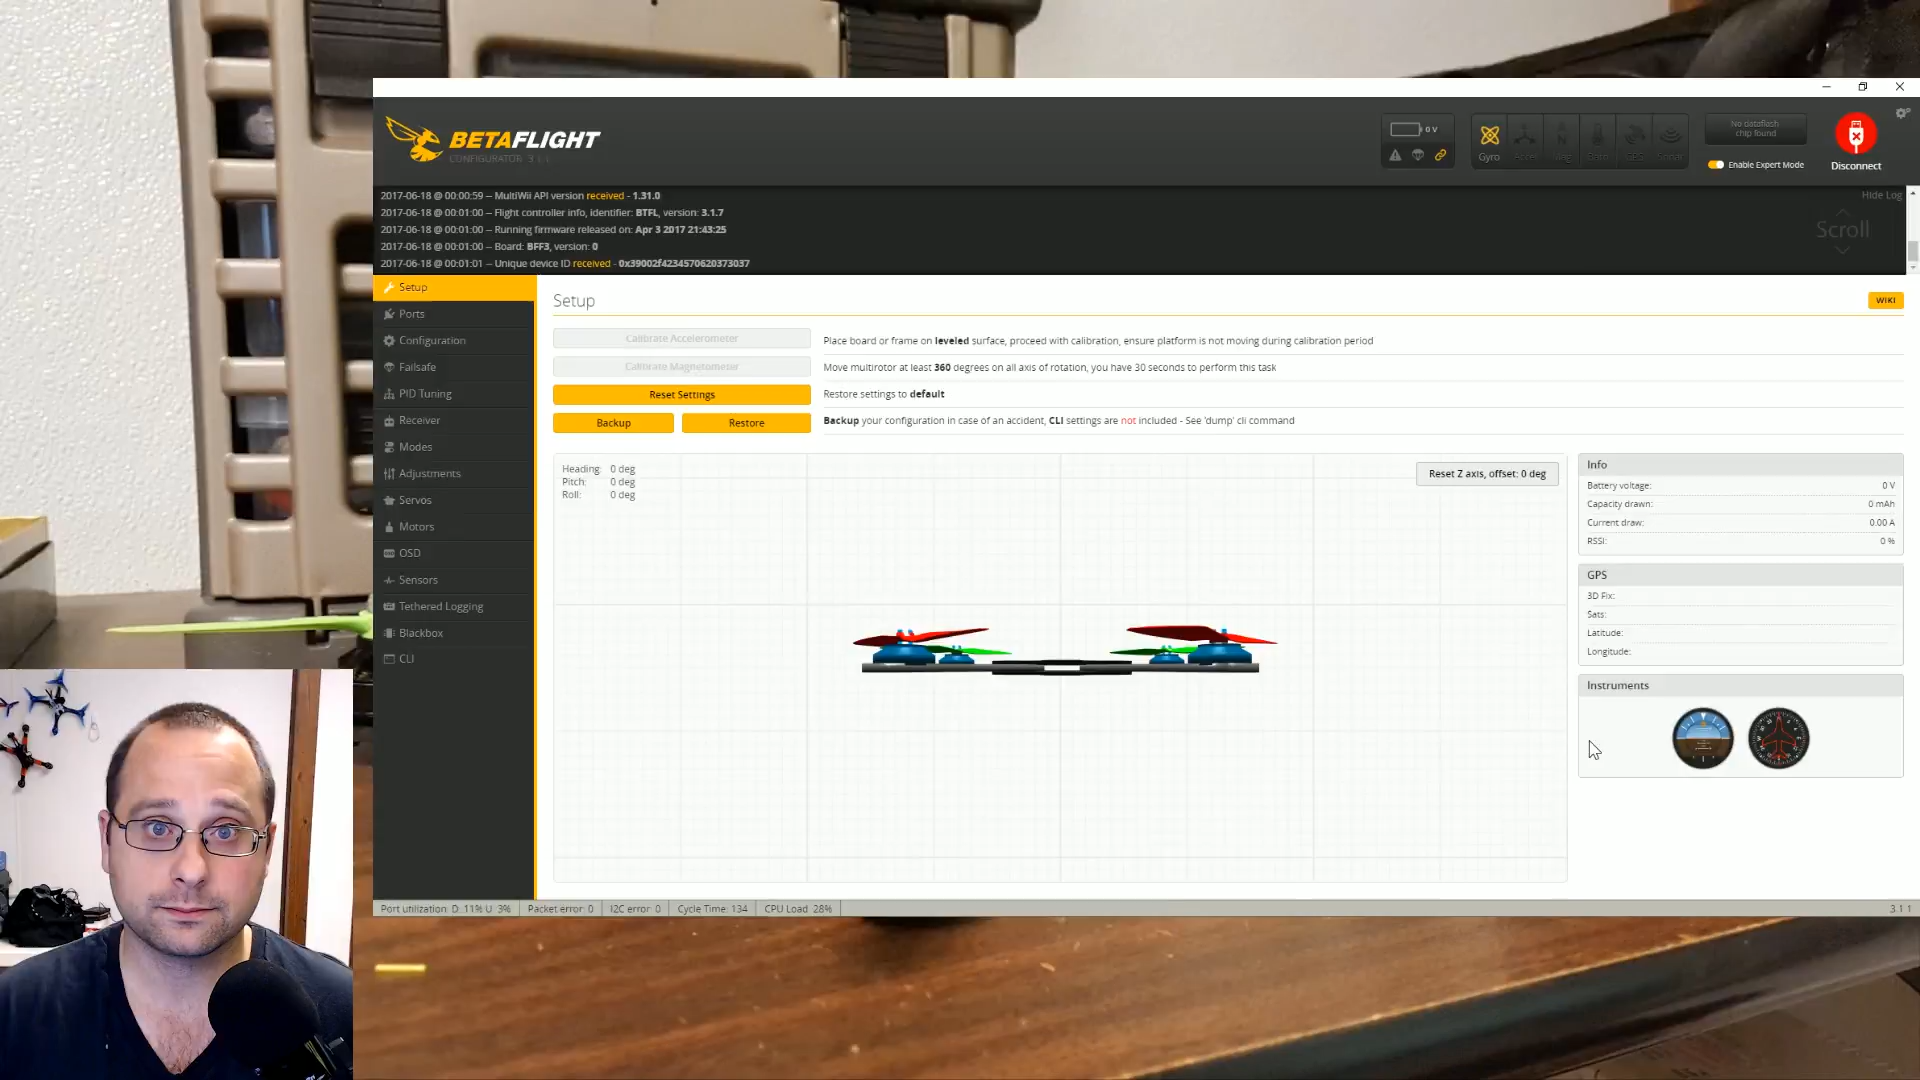 BETAFLIGHT
CONFIGURATOR 3.1.1
0 V
Gyro
Accel
Mag
Baro
GPS
Sonar
No dataflash
chip found
Enable Expert Mode
Disconnect
2017-06-18 @ 00:00:59 -- MultiWii API version received - 1.31.0
2017-06-18 @ 00:01:00 -- Flight controller info, identifier: BTFL, version: 3.1.7
2017-06-18 @ 00:01:00 -- Running firmware released on: Apr 3 2017 21:43:25
2017-06-18 @ 00:01:00 -- Board: BFF3, version: 0
2017-06-18 @ 00:01:01 -- Unique device ID received - 0x39002f4234570620373037
Hide Log
Scroll
Setup
Ports
Configuration
Failsafe
PID Tuning
Receiver
Modes
Adjustments
Servos
Motors
OSD
Sensors
Tethered Logging
Blackbox
CLI
Setup
WIKI
Calibrate Accelerometer
Place board or frame on leveled surface, proceed with calibration, ensure platform is not moving during calibration period
Calibrate Magnetometer
Move multirotor at least 360 degrees on all axis of rotation, you have 30 seconds to perform this task
Reset Settings
Restore settings to default
Backup
Restore
Backup your configuration in case of an accident, CLI settings are not included - See 'dump' cli command
Heading: 0 deg
Pitch: 0 deg
Roll: 0 deg
Reset Z axis, offset: 0 deg
Info
Battery voltage: 0 V
Capacity drawn: 0 mAh
Current draw: 0.00 A
RSSI: 0 %
GPS
3D Fix:
Sats:
Latitude:
Longitude:
Instruments
Port utilization: D: 11% U: 3%
Packet error: 0
I2C error: 0
Cycle Time: 134
CPU Load: 28%
3.1.1